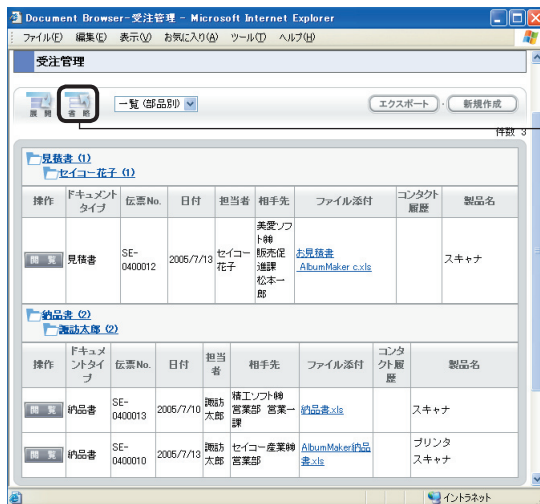 Document Browser-受注管理 - Microsoft Internet Explorer
ファイル(F) 編集(E) 表示(V) お気に入り(A) ツール(T) ヘルプ(H)
受注管理
展開 省略 一覧 (部品別) エクスポート 新規作成
件数 3
見積書 (1)
セイコー花子 (1)
操作 ドキュメントタイプ 伝票No. 日付 担当者 相手先 ファイル添付 コンタクト履歴 製品名
閲覧 見積書 SE-0400012 2005/7/13 セイコー花子 美愛ソフト㈱ 販売促進課 松本一郎 お見積書_AlbumMaker c.xls スキャナ
納品書 (2)
諏訪太郎 (2)
操作 ドキュメントタイプ 伝票No. 日付 担当者 相手先 ファイル添付 コンタクト履歴 製品名
閲覧 納品書 SE-0400013 2005/7/10 諏訪太郎 積工ソフト㈱ 営業部 営業一課 納品書.xls スキャナ
閲覧 納品書 SE-0400010 2005/7/13 諏訪太郎 セイコー産業㈱ 営業部 AlbumMaker納品書.xls プリンタ スキャナ
イントラネット